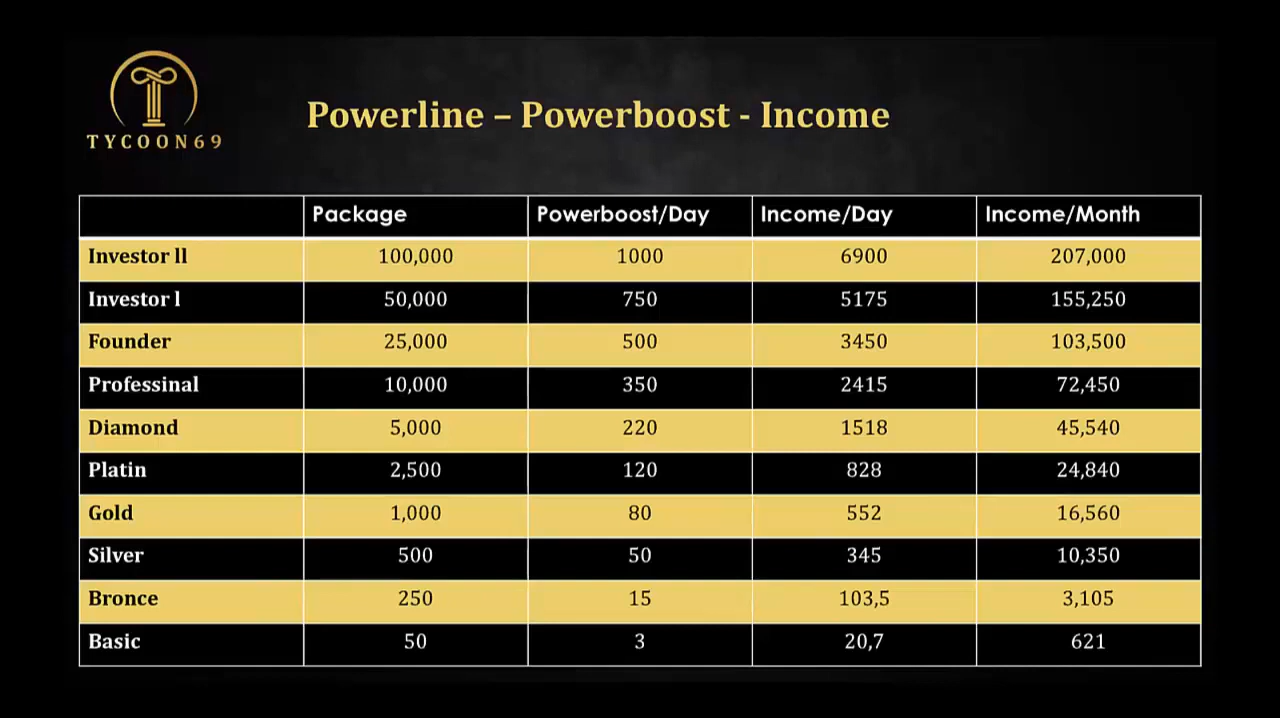 TYCOON69
Powerline – Powerboost - Income
Package Powerboost/Day Income/Day Income/Month
Investor ll 100,000 1000 6900 207,000
Investor l 50,000 750 5175 155,250
Founder 25,000 500 3450 103,500
Professinal 10,000 350 2415 72,450
Diamond 5,000 220 1518 45,540
Platin 2,500 120 828 24,840
Gold 1,000 80 552 16,560
Silver 500 50 345 10,350
Bronce 250 15 103,5 3,105
Basic 50 3 20,7 621